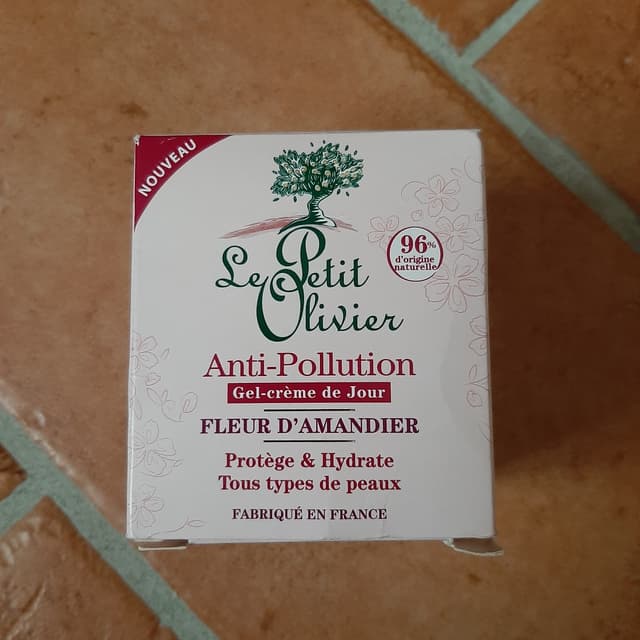 NOUVEAU
Le Petit
Olivier
96%
d'origine
naturelle
Anti-Pollution
Gel-crème de Jour
FLEUR D'AMANDIER
Protège & Hydrate
Tous types de peaux
FABRIQUÉ EN FRANCE